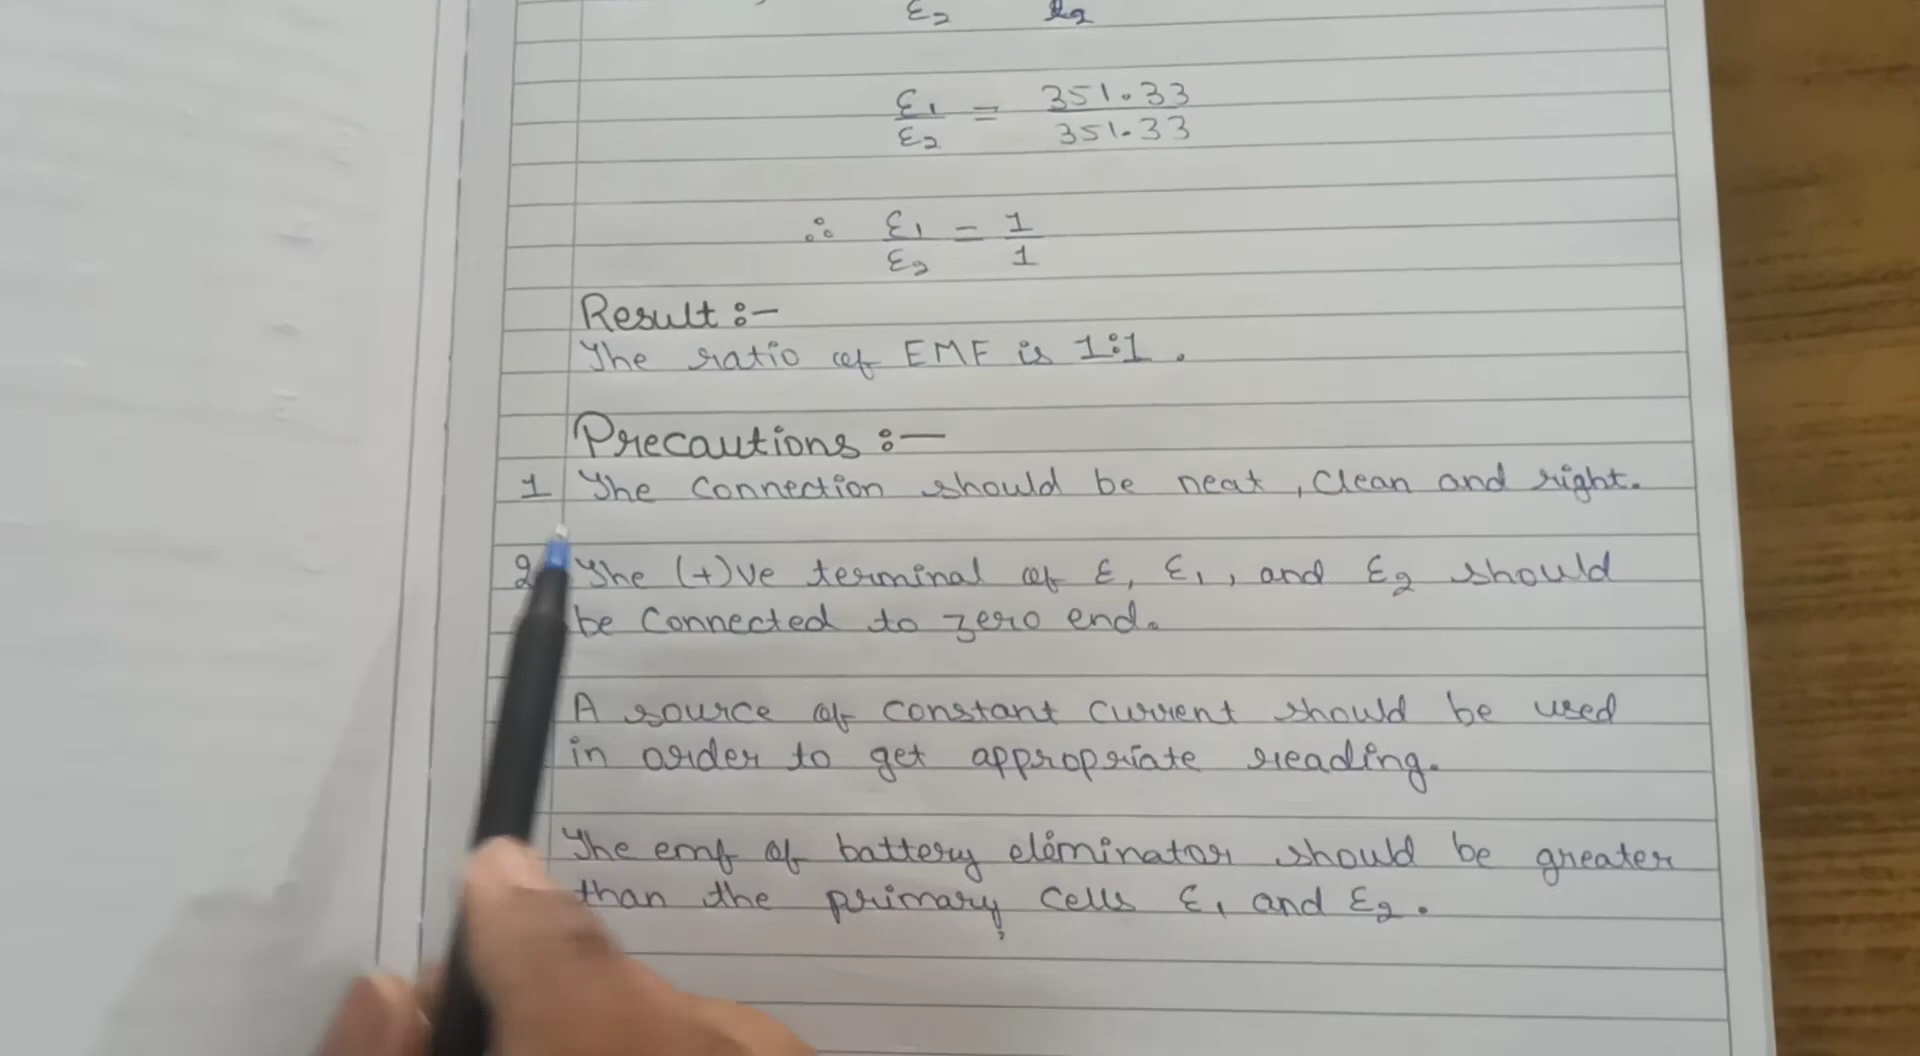 ε2 l2
ε1/ε2 = 351.33/351.33
∴ ε1/ε2 = 1/1
Result :-
The ratio of EMF is 1:1.
Precautions :-
1 The connection should be neat, clean and right.
2 The (+)ve terminal of ε, ε1, and ε2 should
be connected to zero end.
A source of constant current should be used
in order to get appropriate reading.
The emf of battery eliminator should be greater
than the primary cells ε1 and ε2.